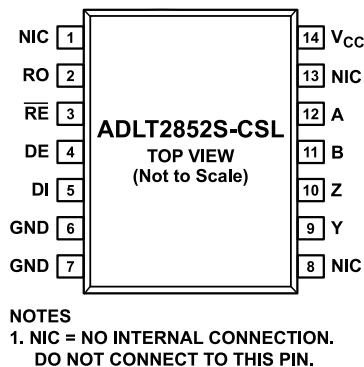 NIC 1
RO 2
R̅E̅ 3
DE 4
DI 5
GND 6
GND 7
ADLT2852S-CSL
TOP VIEW
(Not to Scale)
14 VCC
13 NIC
12 A
11 B
10 Z
9 Y
8 NIC
NOTES
1. NIC = NO INTERNAL CONNECTION.
DO NOT CONNECT TO THIS PIN.